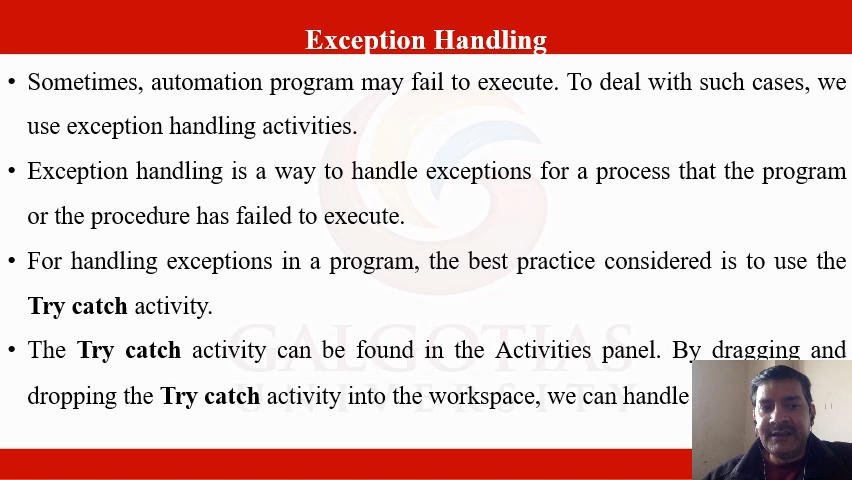 Exception Handling
• Sometimes, automation program may fail to execute. To deal with such cases, we
use exception handling activities.
• Exception handling is a way to handle exceptions for a process that the program
or the procedure has failed to execute.
• For handling exceptions in a program, the best practice considered is to use the
Try catch activity.
• The Try catch activity can be found in the Activities panel. By dragging and
dropping the Try catch activity into the workspace, we can handle
GALGOTIAS
UNIVERSITY